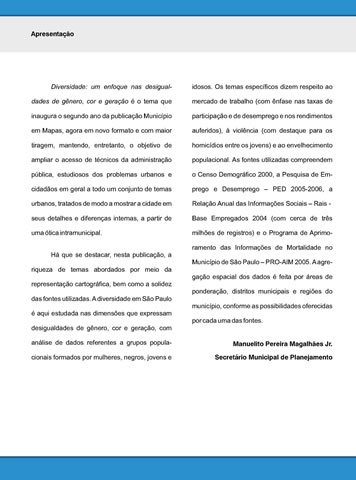 Apresentação
Diversidade: um enfoque nas desigual-
dades de gênero, cor e geração é o tema que
inaugura o segundo ano da publicação Município
em Mapas, agora em novo formato e com maior
tiragem, mantendo, entretanto, o objetivo de
ampliar o acesso de técnicos da administração
pública, estudiosos dos problemas urbanos e
cidadãos em geral a todo um conjunto de temas
urbanos, tratados de modo a mostrar a cidade em
seus detalhes e diferenças internas, a partir de
uma ótica intramunicipal.
Há que se destacar, nesta publicação, a
riqueza de temas abordados por meio da
representação cartográfica, bem como a solidez
das fontes utilizadas. A diversidade em São Paulo
é aqui estudada nas dimensões que expressam
desigualdades de gênero, cor e geração, com
análise de dados referentes a grupos popula-
cionais formados por mulheres, negros, jovens e
idosos. Os temas específicos dizem respeito ao
mercado de trabalho (com ênfase nas taxas de
participação e de desemprego e nos rendimentos
auferidos), à violência (com destaque para os
homicídios entre os jovens) e ao envelhecimento
populacional. As fontes utilizadas compreendem
o Censo Demográfico 2000, a Pesquisa de Em-
prego e Desemprego – PED 2005-2006, a
Relação Anual das Informações Sociais – Rais -
Base Empregados 2004 (com cerca de três
milhões de registros) e o Programa de Aprimo-
ramento das Informações de Mortalidade no
Município de São Paulo – PRO-AIM 2005. A agre-
gação espacial dos dados é feita por áreas de
ponderação, distritos municipais e regiões do
município, conforme as possibilidades oferecidas
por cada uma das fontes.
Manuelito Pereira Magalhães Jr.
Secretário Municipal de Planejamento